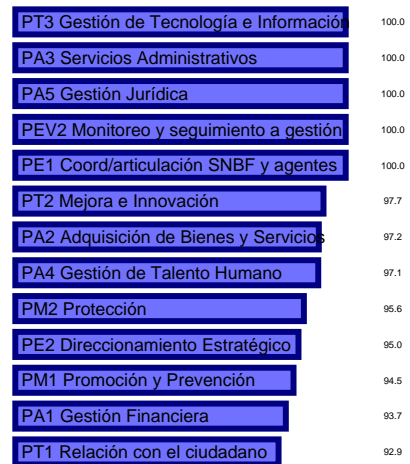 PT3 Gestión de Tecnología e Información 100.0
PA3 Servicios Administrativos 100.0
PA5 Gestión Jurídica 100.0
PEV2 Monitoreo y seguimiento a gestión 100.0
PE1 Coord/articulación SNBF y agentes 100.0
PT2 Mejora e Innovación 97.7
PA2 Adquisición de Bienes y Servicios 97.2
PA4 Gestión de Talento Humano 97.1
PM2 Protección 95.6
PE2 Direccionamiento Estratégico 95.0
PM1 Promoción y Prevención 94.5
PA1 Gestión Financiera 93.7
PT1 Relación con el ciudadano 92.9